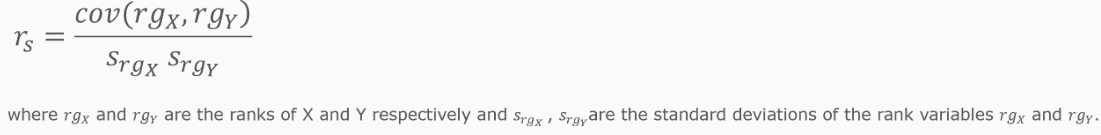 r_s = cov(rg_X, rg_Y) / s_{rg_X} s_{rg_Y}
where rg_X and rg_Y are the ranks of X and Y respectively and s_{rg_X} , s_{rg_Y} are the standard deviations of the rank variables rg_X and rg_Y.